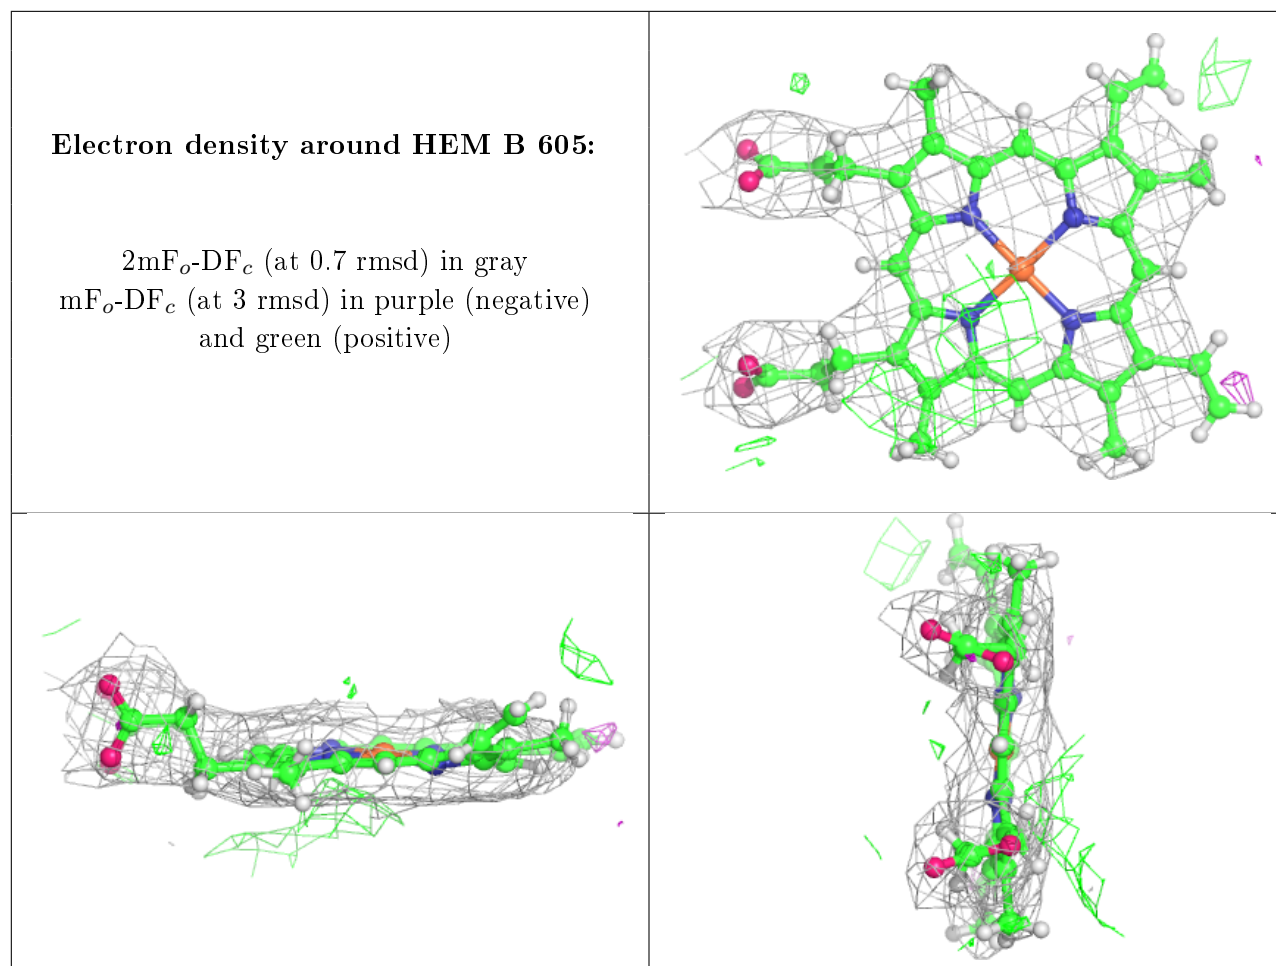 Electron density around HEM B 605:
2mFₒ-DF𝒸 (at 0.7 rmsd) in gray
mFₒ-DF𝒸 (at 3 rmsd) in purple (negative)
and green (positive)